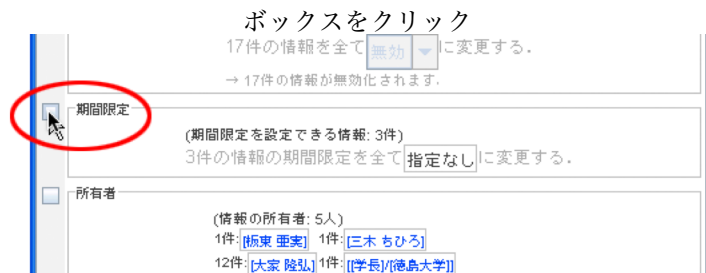 ボックスをクリック
17件の情報を全て 無効 に変更する.
→ 17件の情報が無効化されます.
期間限定
(期間限定を設定できる情報: 3件)
3件の情報の期間限定を全て 指定なし に変更する.
所有者
(情報の所有者: 5人)
1件: [板東 亜実] 1件: [三木 ちひろ]
12件: [大家 隆弘] 1件: [[学長]/[徳島大学]]